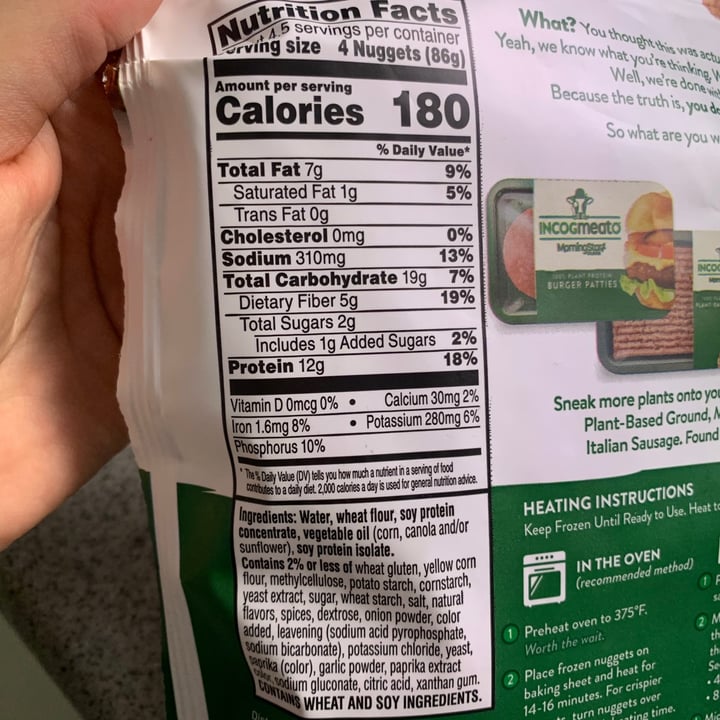 Nutrition Facts
4.5 servings per container
serving size 4 Nuggets (86g)
Amount per serving
Calories 180
% Daily Value*
Total Fat 7g 9%
Saturated Fat 1g 5%
Trans Fat 0g
Cholesterol 0mg 0%
Sodium 310mg 13%
Total Carbohydrate 19g 7%
Dietary Fiber 5g 19%
Total Sugars 2g
Includes 1g Added Sugars 2%
Protein 12g 18%
Vitamin D 0mcg 0% • Calcium 30mg 2%
Iron 1.6mg 8% • Potassium 280mg 6%
Phosphorus 10%
* The % Daily Value (DV) tells you how much a nutrient in a serving of food
contributes to a daily diet. 2,000 calories a day is used for general nutrition advice.
Ingredients: Water, wheat flour, soy protein
concentrate, vegetable oil (corn, canola and/or
sunflower), soy protein isolate.
Contains 2% or less of wheat gluten, yellow corn
flour, methylcellulose, potato starch, cornstarch,
yeast extract, sugar, wheat starch, salt, natural
flavors, spices, dextrose, onion powder, color
added, leavening (sodium acid pyrophosphate,
sodium bicarbonate), potassium chloride, yeast,
paprika (color), garlic powder, paprika extract
color, sodium gluconate, citric acid, xanthan gum.
CONTAINS WHEAT AND SOY INGREDIENTS.
What? You thought this was
Yeah, we know what you're thinking.
Well, we're done
Because the truth is, you
So what are you
INCOGmeato
MorningStar
FARMS
100% PLANT PROTEIN
BURGER PATTIES
Sneak more plants onto
Plant-Based Ground,
Italian Sausage. Found
HEATING INSTRUCTIONS
Keep Frozen Until Ready to Use. Heat
IN THE OVEN
(recommended method)
1 Preheat oven to 375°F.
Worth the wait.
2 Place frozen nuggets on
baking sheet and heat for
14-16 minutes. For crispier
turn nuggets over
heating time.
1
2